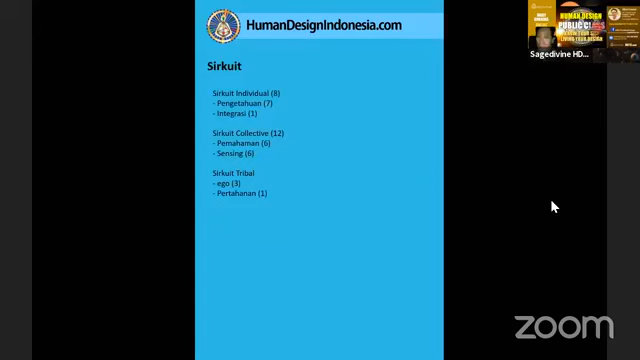 HumanDesignIndonesia.com
HUMAN DESIGN
PUBLIC
Sagedivine HD...
Sirkuit
Sirkuit Individual (8)
- Pengetahuan (7)
- Integrasi (1)
Sirkuit Collective (12)
- Pemahaman (6)
- Sensing (6)
Sirkuit Tribal
- ego (3)
- Pertahanan (1)
zoom